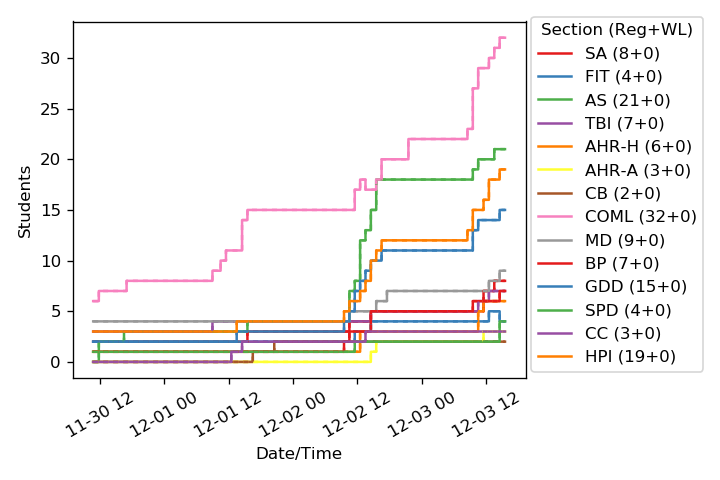 Section (Reg+WL)
SA (8+0)
FIT (4+0)
AS (21+0)
TBI (7+0)
AHR-H (6+0)
AHR-A (3+0)
CB (2+0)
COML (32+0)
MD (9+0)
BP (7+0)
GDD (15+0)
SPD (4+0)
CC (3+0)
HPI (19+0)
Students
30
25
20
15
10
5
0
11-30 12
12-01 00
12-01 12
12-02 00
12-02 12
12-03 00
12-03 12
Date/Time